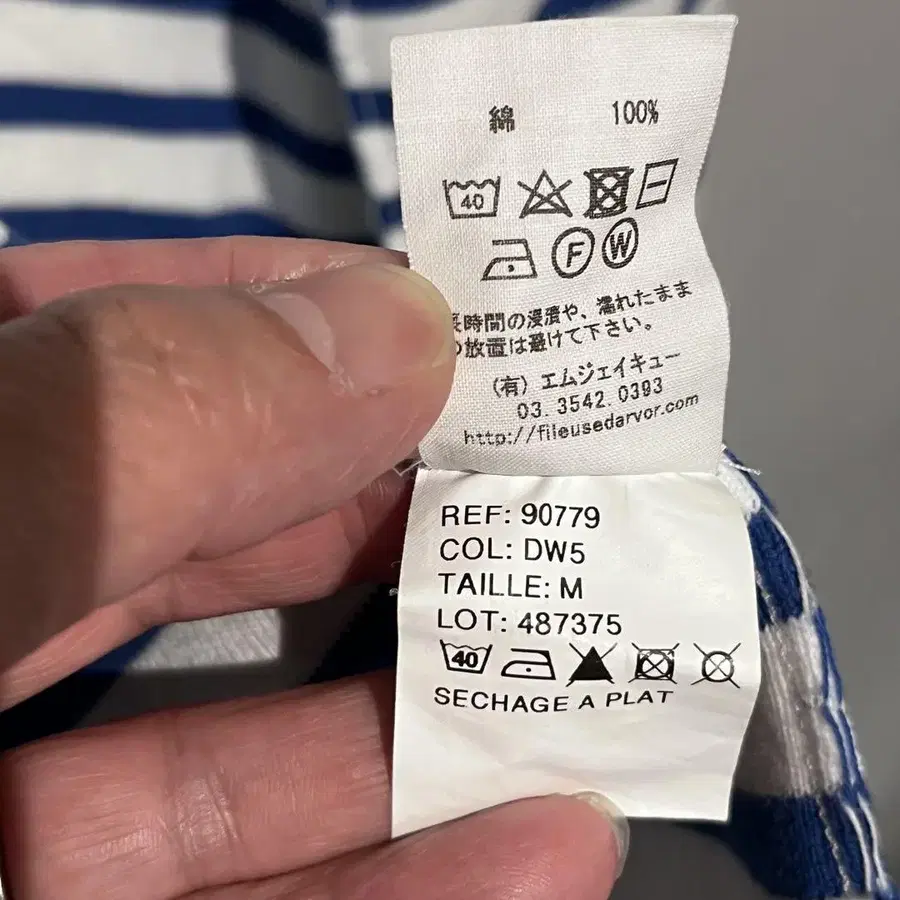 綿 100%
40
F W
長時間の浸漬や、濡れたまま
の放置は避けて下さい。
(有) エムジェイキュー
03. 3542. 0393
http://fileusedarvor.com
REF: 90779
COL: DW5
TAILLE: M
LOT: 487375
40
SECHAGE A PLAT